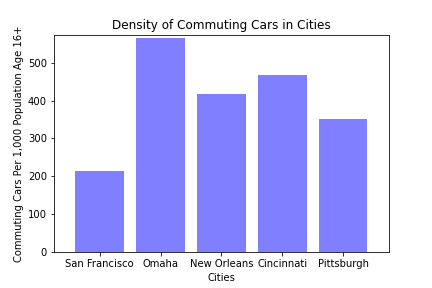 Density of Commuting Cars in Cities
Commuting Cars Per 1,000 Population Age 16+
500
400
300
200
100
0
San Francisco Omaha New Orleans Cincinnati Pittsburgh
Cities